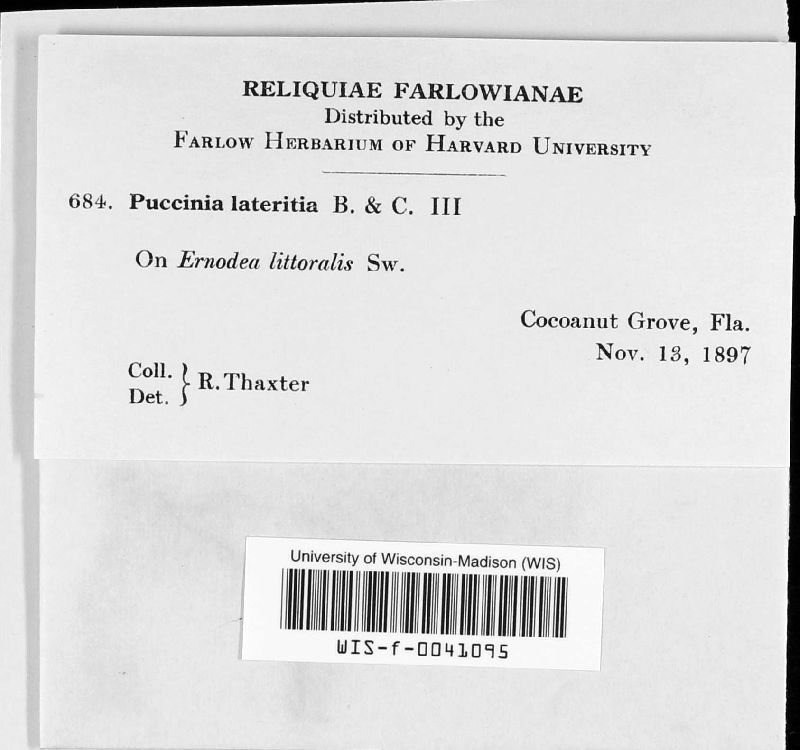 RELIQUIAE FARLOWIANAE
Distributed by the
FARLOW HERBARIUM OF HARVARD UNIVERSITY
684. Puccinia lateritia B. & C. III
On Ernodea littoralis Sw.
Cocoanut Grove, Fla.
Nov. 13, 1897
Coll.
Det. } R. Thaxter
University of Wisconsin-Madison (WIS)
WIS-f-0041095